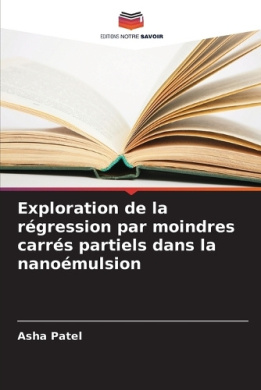 EDITIONS NOTRE SAVOIR
Exploration de la
régression par moindres
carrés partiels dans la
nanoémulsion
Asha Patel